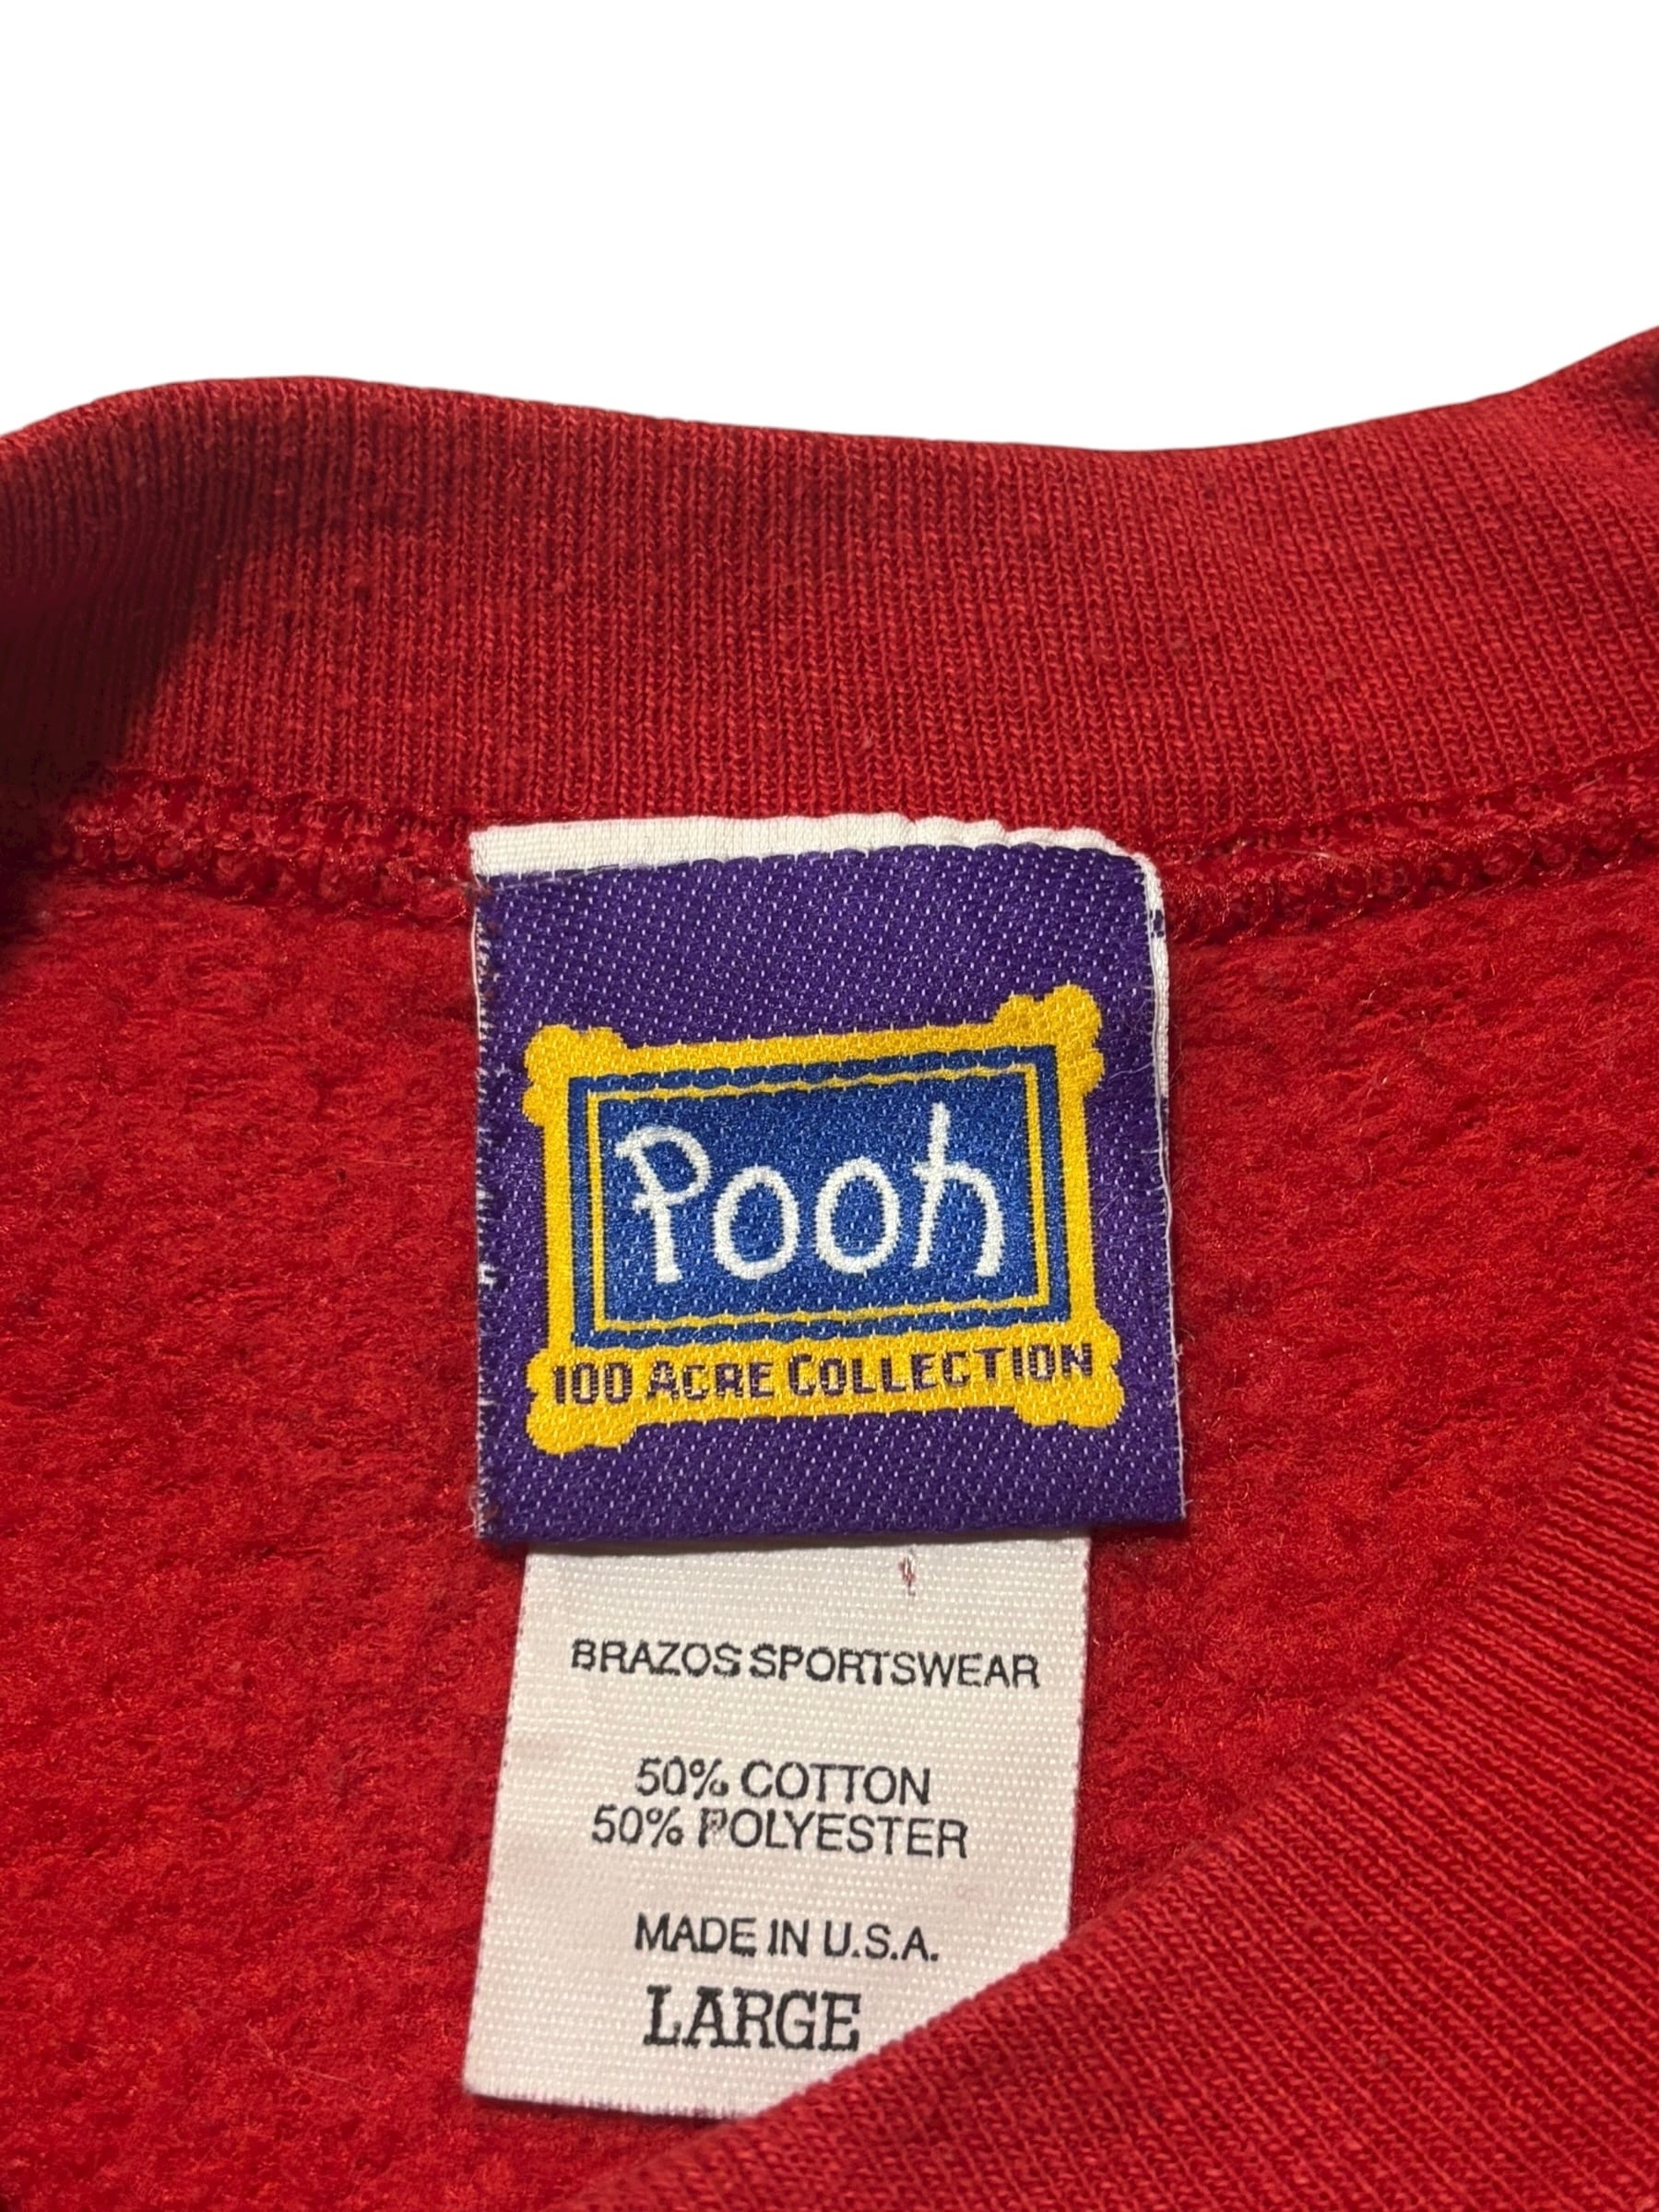 Pooh
100 ACRE COLLECTION
BRAZOS SPORTSWEAR
50% COTTON
50% POLYESTER
MADE IN U.S.A.
LARGE